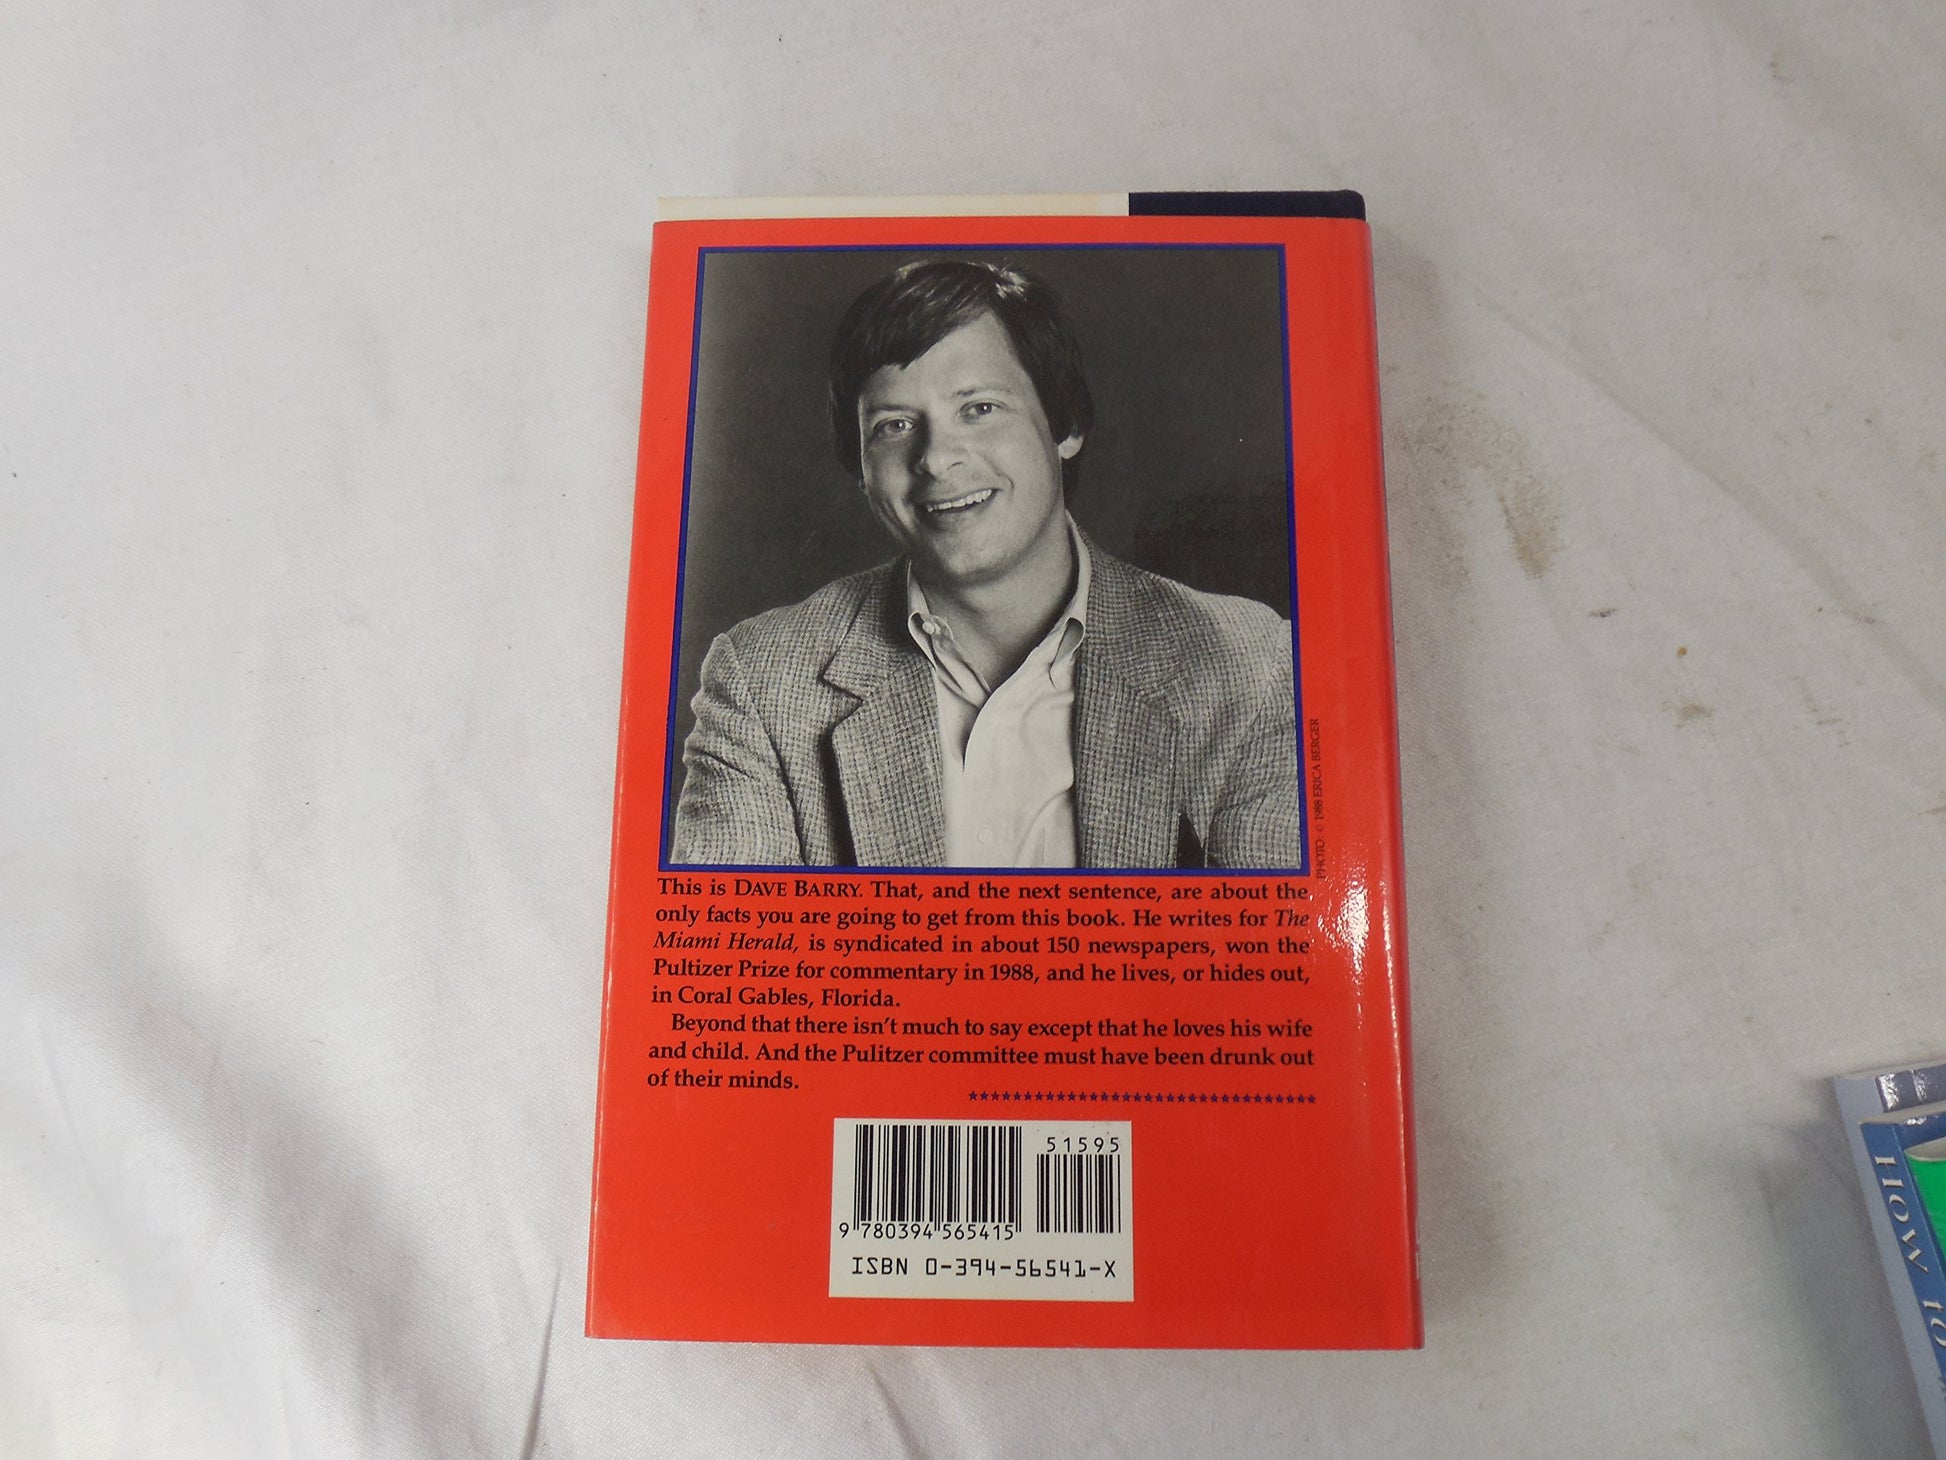 PHOTO: © 1988 ERICA BERGER
This is DAVE BARRY. That, and the next sentence, are about the
only facts you are going to get from this book. He writes for The
Miami Herald, is syndicated in about 150 newspapers, won the
Pultizer Prize for commentary in 1988, and he lives, or hides out,
in Coral Gables, Florida.
Beyond that there isn't much to say except that he loves his wife
and child. And the Pulitzer committee must have been drunk out
of their minds.
********************************
51595
9 780394 565415
ISBN 0-394-56541-X
HOW TO